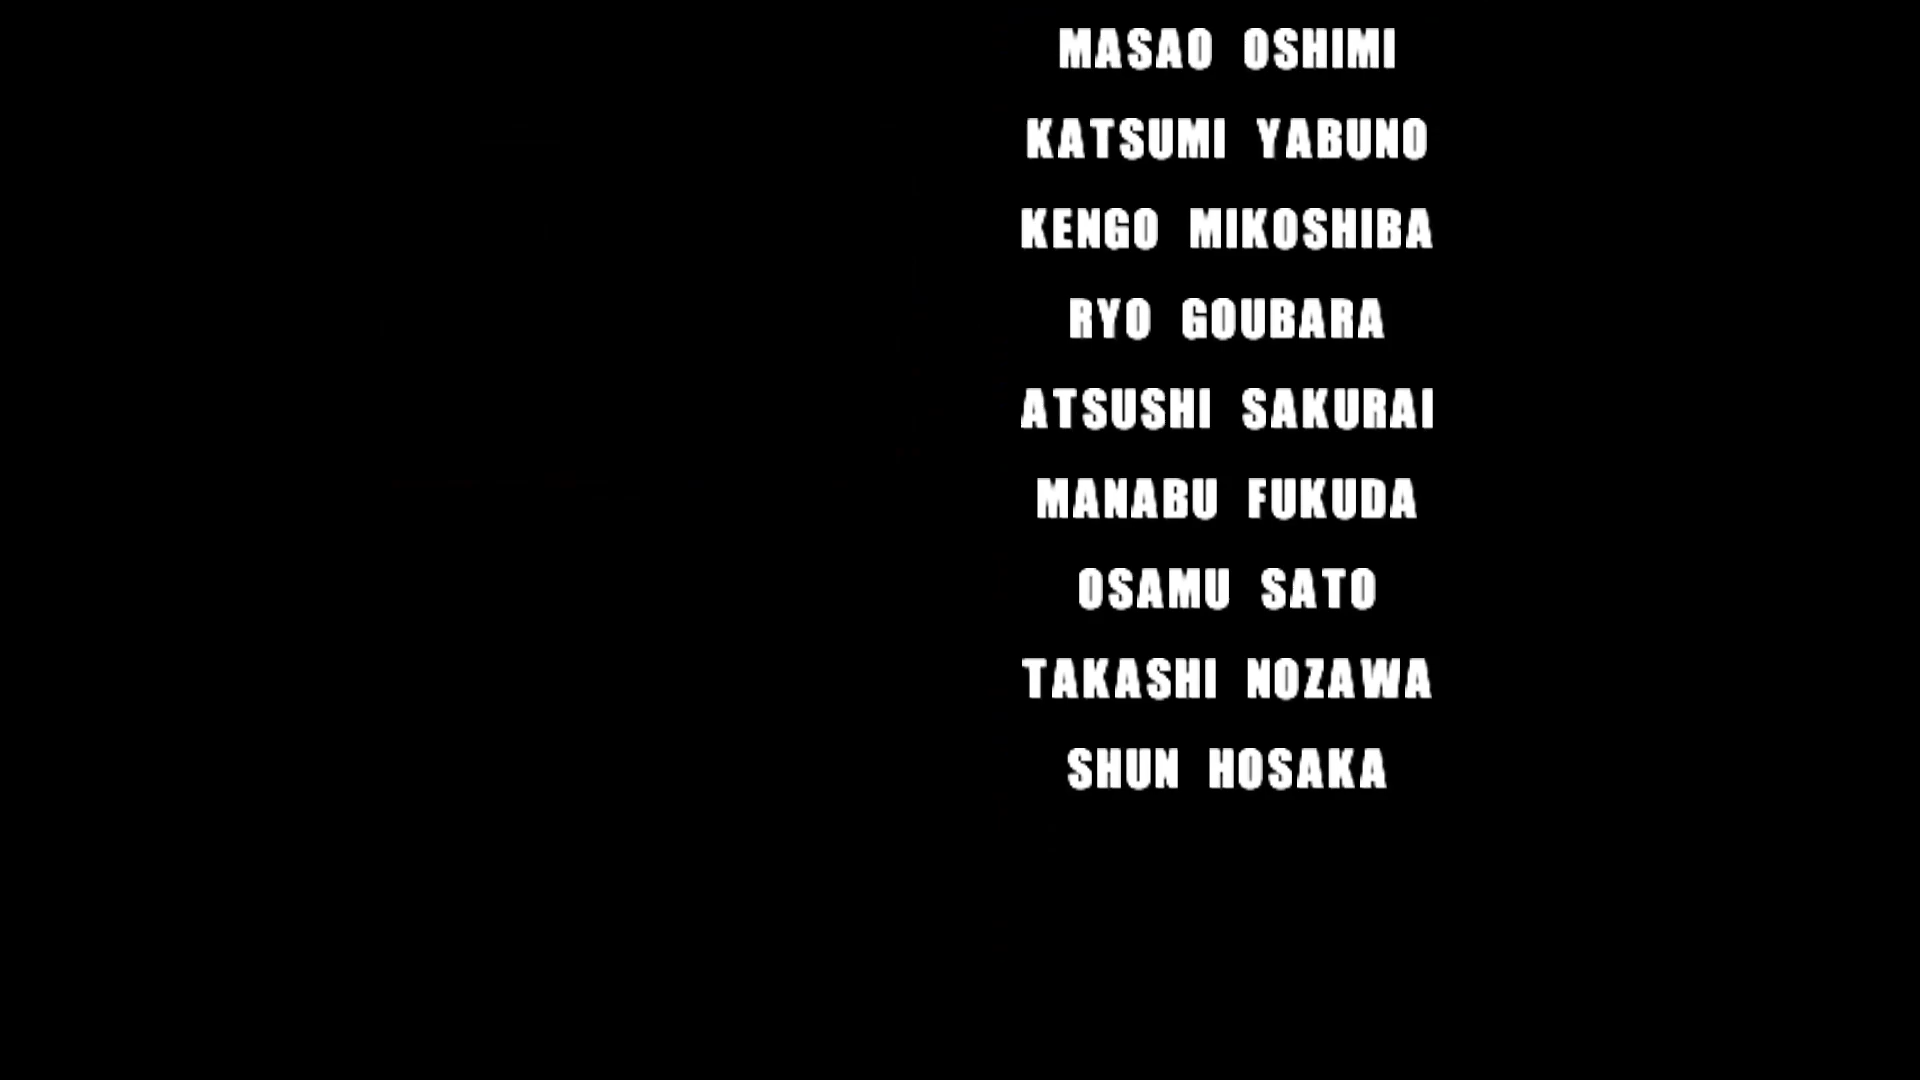 MASAO OSHIMI
KATSUMI YABUNO
KENGO MIKOSHIBA
RYO GOUBARA
ATSUSHI SAKURAI
MANABU FUKUDA
OSAMU SATO
TAKASHI NOZAWA
SHUN HOSAKA